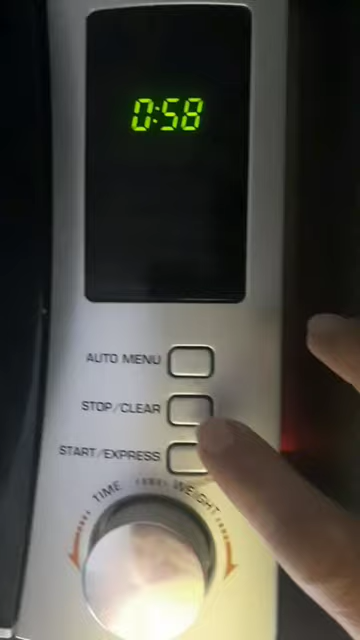 0:58
AUTO MENU
STOP/CLEAR
START/EXPRESS
TIME WEIGHT